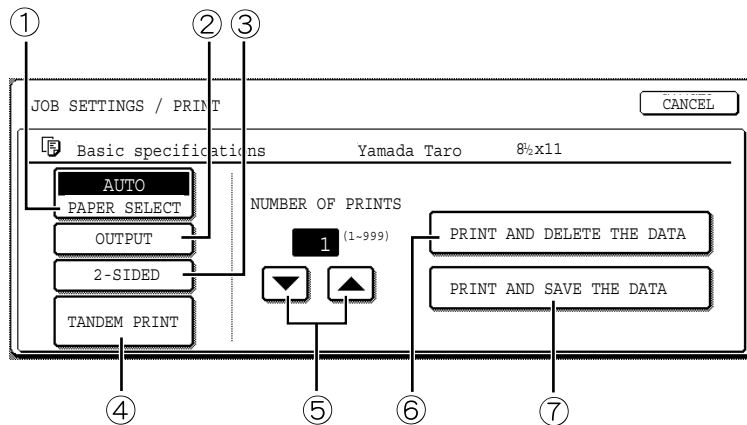 ① ② ③
JOB SETTINGS / PRINT
CANCEL
Basic specifications Yamada Taro 8½x11
AUTO
PAPER SELECT
OUTPUT
2-SIDED
TANDEM PRINT
NUMBER OF PRINTS
1 (1~999)
PRINT AND DELETE THE DATA
PRINT AND SAVE THE DATA
④ ⑤ ⑥ ⑦